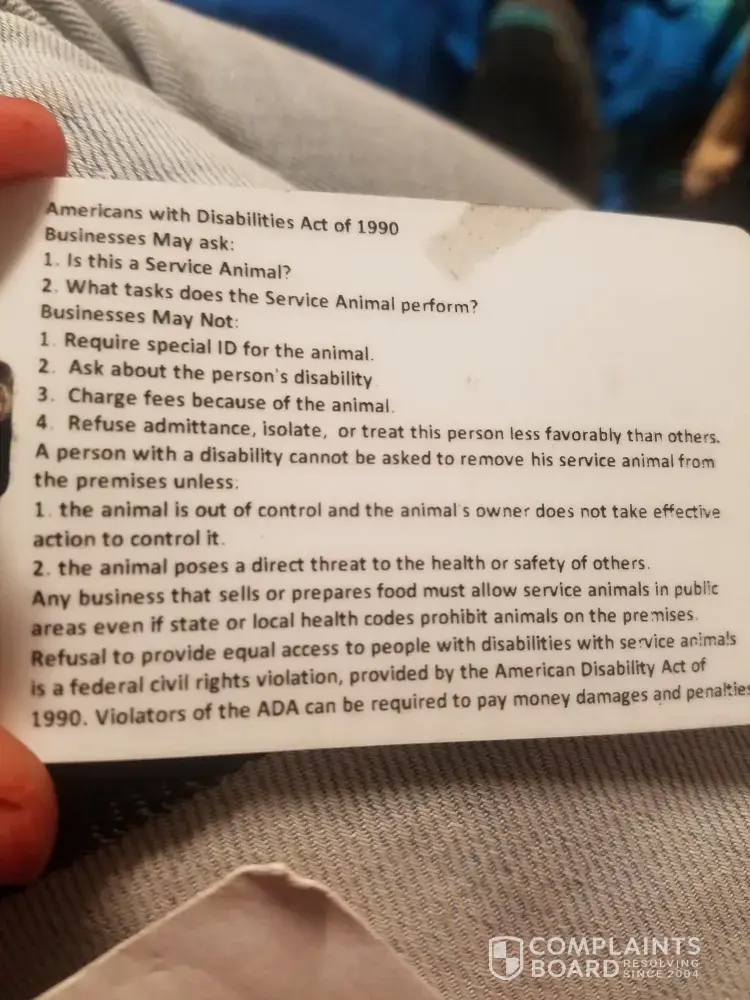 Americans with Disabilities Act of 1990
Businesses May ask:
1. Is this a Service Animal?
2. What tasks does the Service Animal perform?
Businesses May Not:
1. Require special ID for the animal.
2. Ask about the person's disability
3. Charge fees because of the animal.
4. Refuse admittance, isolate, or treat this person less favorably than others.
A person with a disability cannot be asked to remove his service animal from
the premises unless:
1. the animal is out of control and the animal's owner does not take effective
action to control it.
2. the animal poses a direct threat to the health or safety of others.
Any business that sells or prepares food must allow service animals in public
areas even if state or local health codes prohibit animals on the premises.
Refusal to provide equal access to people with disabilities with service animals
is a federal civil rights violation, provided by the American Disability Act of
1990. Violators of the ADA can be required to pay money damages and penalties
COMPLAINTS
BOARD RESOLVING
SINCE 2004